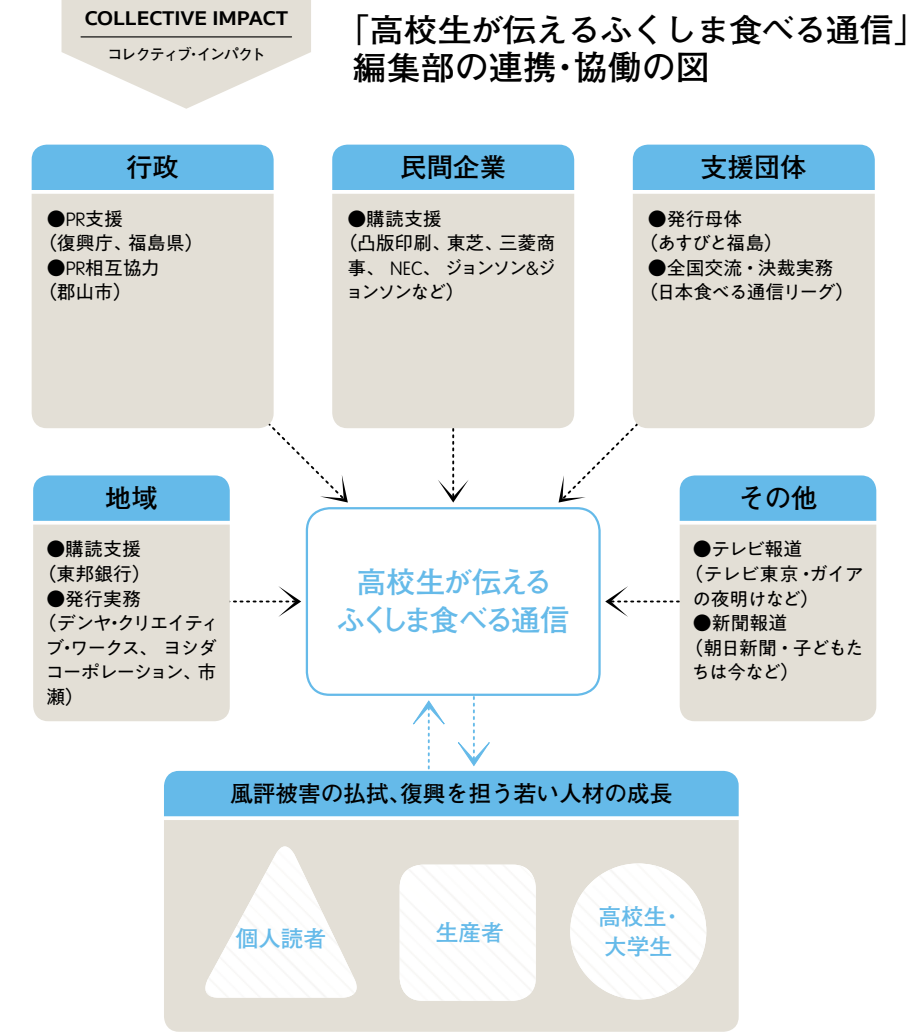 COLLECTIVE IMPACT
コレクティブ・インパクト
「高校生が伝えるふくしま食べる通信」
編集部の連携・協働の図
行政
●PR支援
（復興庁、福島県）
●PR相互協力
（郡山市）
民間企業
●購読支援
（凸版印刷、東芝、三菱商
事、NEC、ジョンソン&ジ
ョンソンなど）
支援団体
●発行母体
（あすびと福島）
●全国交流・決裁実務
（日本食べる通信リーグ）
地域
●購読支援
（東邦銀行）
●発行実務
（デンヤ・クリエイティ
ブ・ワークス、ヨシダ
コーポレーション、市
瀬）
高校生が伝える
ふくしま食べる通信
その他
●テレビ報道
（テレビ東京・ガイア
の夜明けなど）
●新聞報道
（朝日新聞・子どもた
ちは今など）
風評被害の払拭、復興を担う若い人材の成長
個人読者
生産者
高校生・
大学生